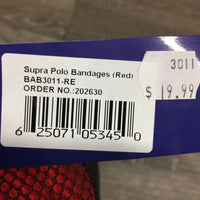 Supra Polo Bandages (Red)
BAB3011-RE
ORDER NO.:202630
3011
$ 19.99
6 25071 05345 0